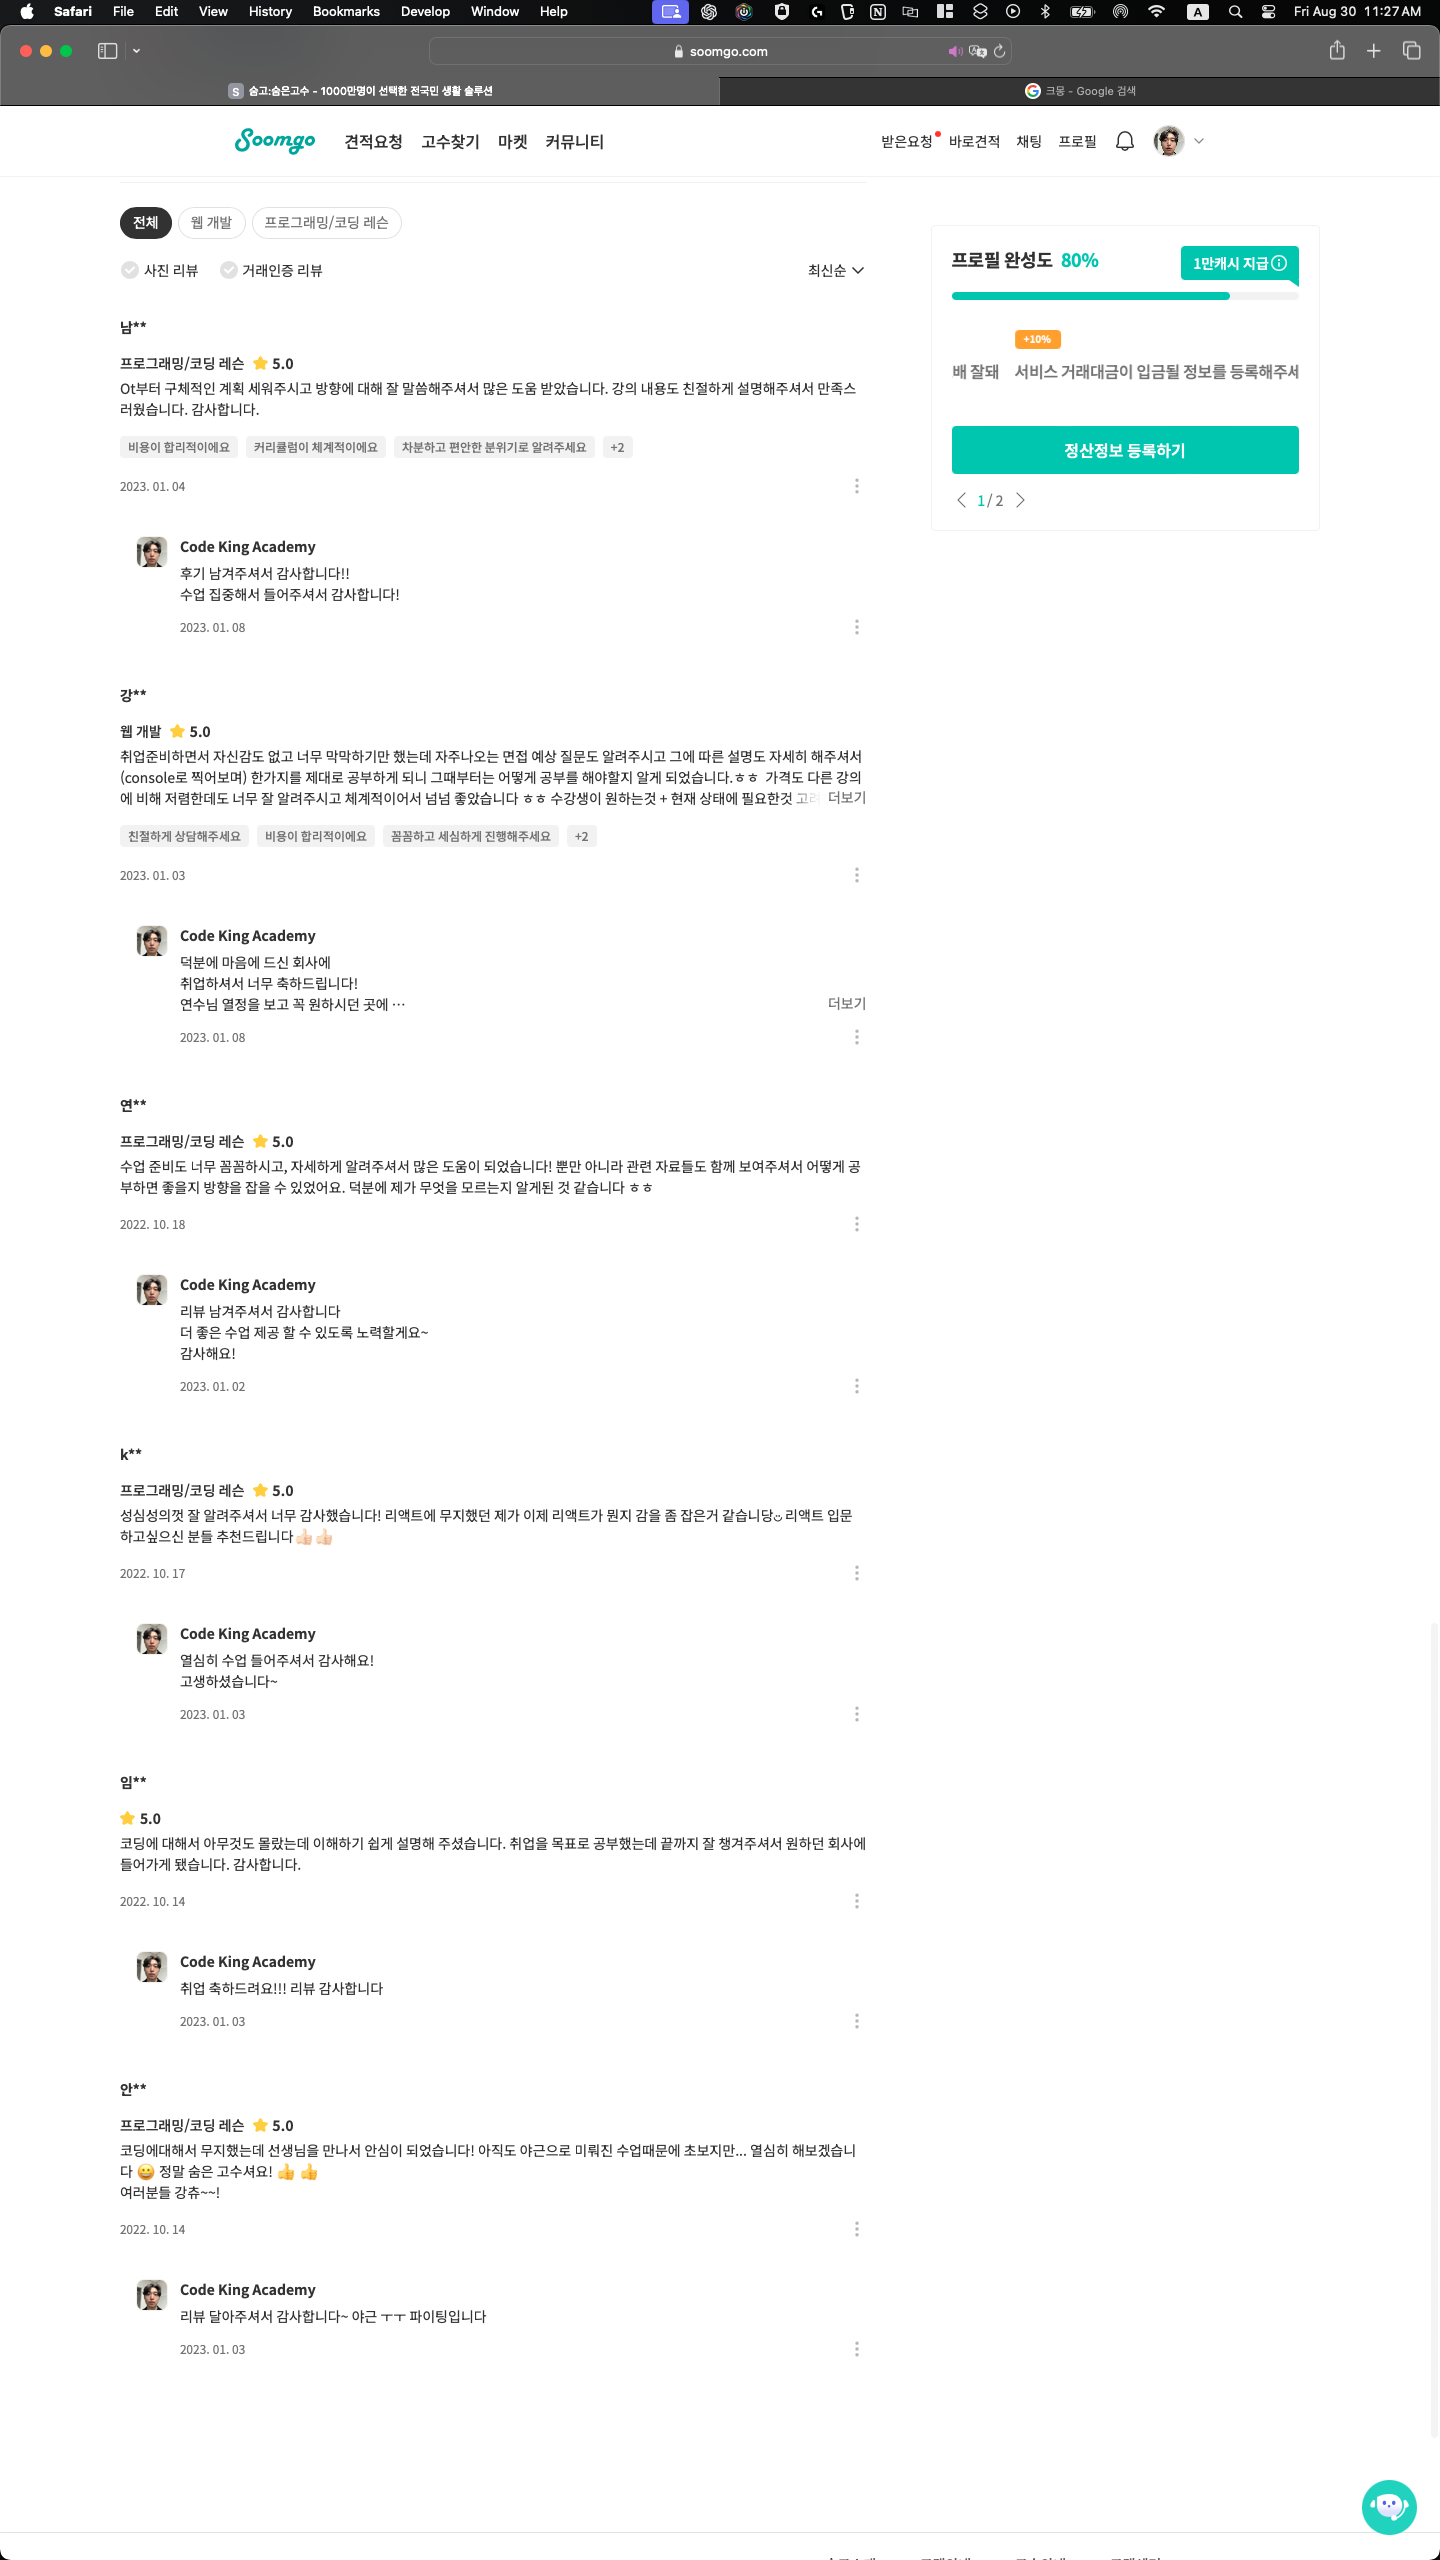 Safari File Edit View History Bookmarks Develop Window Help
Fri Aug 30 11:27 AM
soomgo.com
S 숨고:숨은고수 - 1000만명이 선택한 전국민 생활 솔루션
크몽 - Google 검색
Soomgo 견적요청 고수찾기 마켓 커뮤니티
받은요청 바로견적 채팅 프로필
전체 웹 개발 프로그래밍/코딩 레슨
사진 리뷰 거래인증 리뷰
최신순
프로필 완성도 80%
1만캐시 지급
+10%
배 잘돼 서비스 거래대금이 입금될 정보를 등록해주세
정산정보 등록하기
1 / 2
남**
프로그래밍/코딩 레슨 5.0
Ot부터 구체적인 계획 세워주시고 방향에 대해 잘 말씀해주셔서 많은 도움 받았습니다. 강의 내용도 친절하게 설명해주셔서 만족스
러웠습니다. 감사합니다.
비용이 합리적이에요 커리큘럼이 체계적이에요 차분하고 편안한 분위기로 알려주세요 +2
2023. 01. 04
Code King Academy
후기 남겨주셔서 감사합니다!!
수업 집중해서 들어주셔서 감사합니다!
2023. 01. 08
강**
웹 개발 5.0
취업준비하면서 자신감도 없고 너무 막막하기만 했는데 자주나오는 면접 예상 질문도 알려주시고 그에 따른 설명도 자세히 해주셔서
(console로 찍어보며) 한가지를 제대로 공부하게 되니 그때부터는 어떻게 공부를 해야할지 알게 되었습니다.ㅎㅎ 가격도 다른 강의
에 비해 저렴한데도 너무 잘 알려주시고 체계적이어서 넘넘 좋았습니다 ㅎㅎ 수강생이 원하는것 + 현재 상태에 필요한것 고려 더보기
친절하게 상담해주세요 비용이 합리적이에요 꼼꼼하고 세심하게 진행해주세요 +2
2023. 01. 03
Code King Academy
덕분에 마음에 드신 회사에
취업하셔서 너무 축하드립니다!
연수님 열정을 보고 꼭 원하시던 곳에 … 더보기
2023. 01. 08
연**
프로그래밍/코딩 레슨 5.0
수업 준비도 너무 꼼꼼하시고, 자세하게 알려주셔서 많은 도움이 되었습니다! 뿐만 아니라 관련 자료들도 함께 보여주셔서 어떻게 공
부하면 좋을지 방향을 잡을 수 있었어요. 덕분에 제가 무엇을 모르는지 알게된 것 같습니다 ㅎㅎ
2022. 10. 18
Code King Academy
리뷰 남겨주셔서 감사합니다
더 좋은 수업 제공 할 수 있도록 노력할게요~
감사해요!
2023. 01. 02
k**
프로그래밍/코딩 레슨 5.0
성심성의껏 잘 알려주셔서 너무 감사했습니다! 리액트에 무지했던 제가 이제 리액트가 뭔지 감을 좀 잡은거 같습니당ᵕ̈ 리액트 입문
하고싶으신 분들 추천드립니다👍🏻👍🏻
2022. 10. 17
Code King Academy
열심히 수업 들어주셔서 감사해요!
고생하셨습니다~
2023. 01. 03
임**
5.0
코딩에 대해서 아무것도 몰랐는데 이해하기 쉽게 설명해 주셨습니다. 취업을 목표로 공부했는데 끝까지 잘 챙겨주셔서 원하던 회사에
들어가게 됐습니다. 감사합니다.
2022. 10. 14
Code King Academy
취업 축하드려요!!! 리뷰 감사합니다
2023. 01. 03
안**
프로그래밍/코딩 레슨 5.0
코딩에대해서 무지했는데 선생님을 만나서 안심이 되었습니다! 아직도 야근으로 미뤄진 수업때문에 초보지만... 열심히 해보겠습니
다 😀 정말 숨은 고수셔요! 👍 👍
여러분들 강츄~~!
2022. 10. 14
Code King Academy
리뷰 달아주셔서 감사합니다~ 야근 ㅜㅜ 파이팅입니다
2023. 01. 03